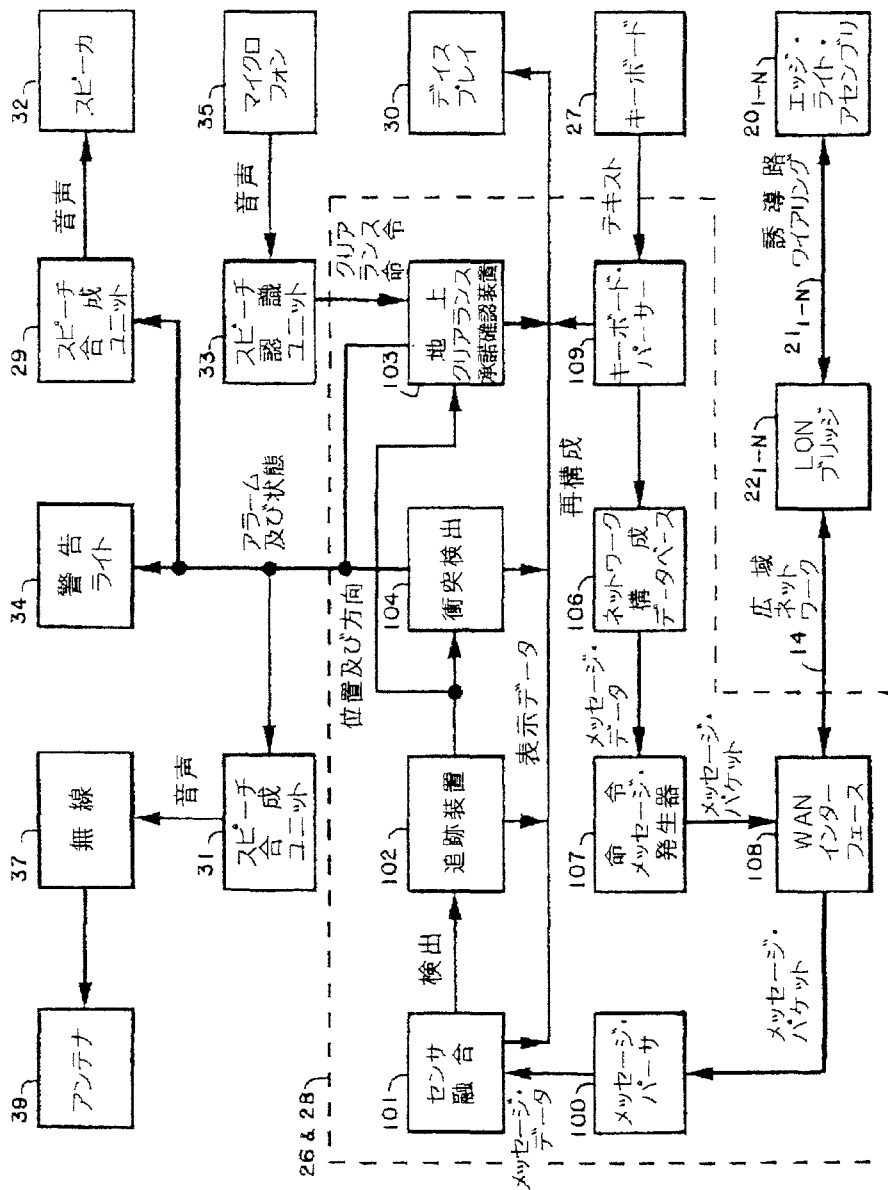 39
アンテナ
37
無線
34
警告
ライト
29
スピーチ
合成
ユニット
音声
32
スピーカ
音声
31
スピーチ
合成
ユニット
アラーム
及び状態
33
スピーチ
認識
ユニット
音声
35
マイクロ
フォン
クリア
ランス命令
26 & 28
位置及び方向
101
センサ
融合
検出
102
追跡装置
104
衝突検出
103
地上
クリアランス
承諾確認装置
30
ディス
プレイ
表示データ
メッセージ・
データ
100
メッセージ・
パーサ
107
命令
メッセージ・
発生器
メッセージ・
データ
106
ネットワーク
構成
データベース
再構成
109
キーボード・
パーサー
テキスト
27
キーボード
メッセージ・
パケット
メッセージ・
パケット
108
WAN
インター
フェース
14
広域
ネット
ワーク
22 1-N
LON
ブリッジ
21 1-N
誘導路
ワイアリング
20 1-N
エッジ・
ライト・
アセンブリ